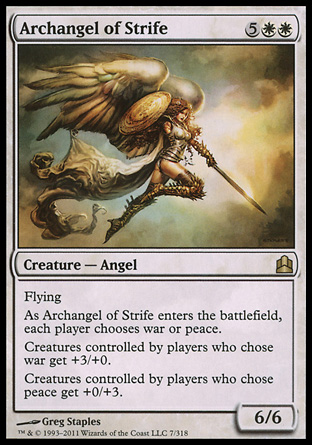 Archangel of Strife 5
Creature — Angel
Flying
As Archangel of Strife enters the battlefield,
each player chooses war or peace.
Creatures controlled by players who chose
war get +3/+0.
Creatures controlled by players who chose
peace get +0/+3.
Greg Staples
™ & © 1993–2011 Wizards of the Coast LLC 7/318
6/6